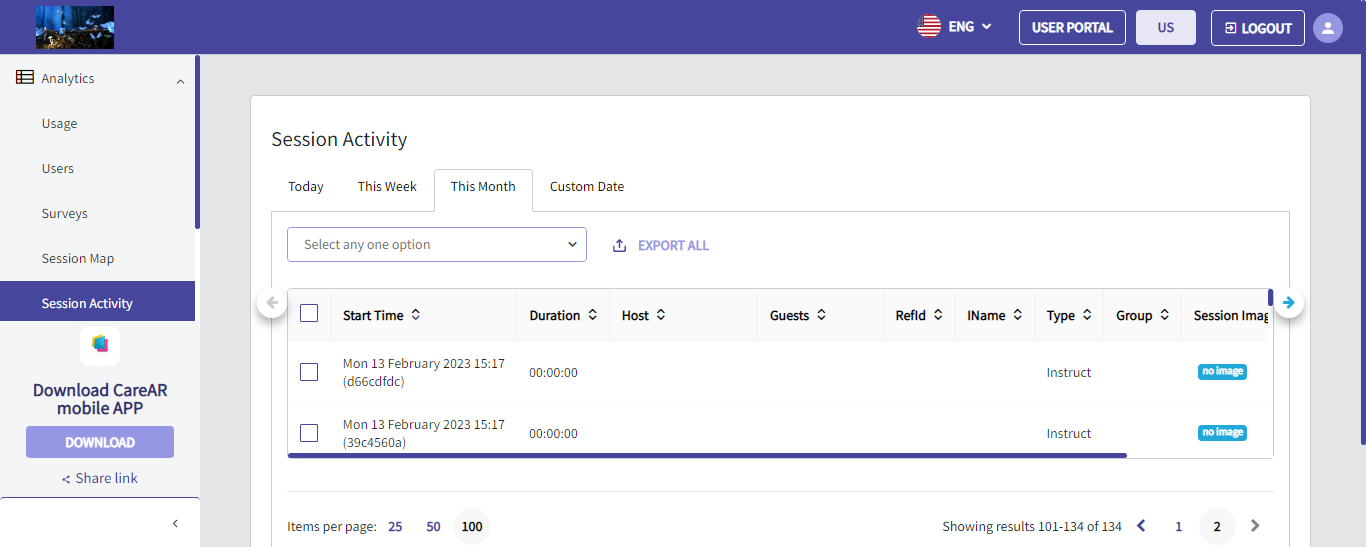 ENG
USER PORTAL
US
LOGOUT
Analytics
Usage
Users
Surveys
Session Map
Session Activity
Download CareAR
mobile APP
DOWNLOAD
Share link
Session Activity
Today This Week This Month Custom Date
Select any one option
EXPORT ALL
Start Time Duration Host Guests RefId IName Type Group Session Imag
Mon 13 February 2023 15:17
(d66cdfdc)
00:00:00
Instruct
no image
Mon 13 February 2023 15:17
(39c4560a)
00:00:00
Instruct
no image
Items per page: 25 50 100
Showing results 101-134 of 134 1 2